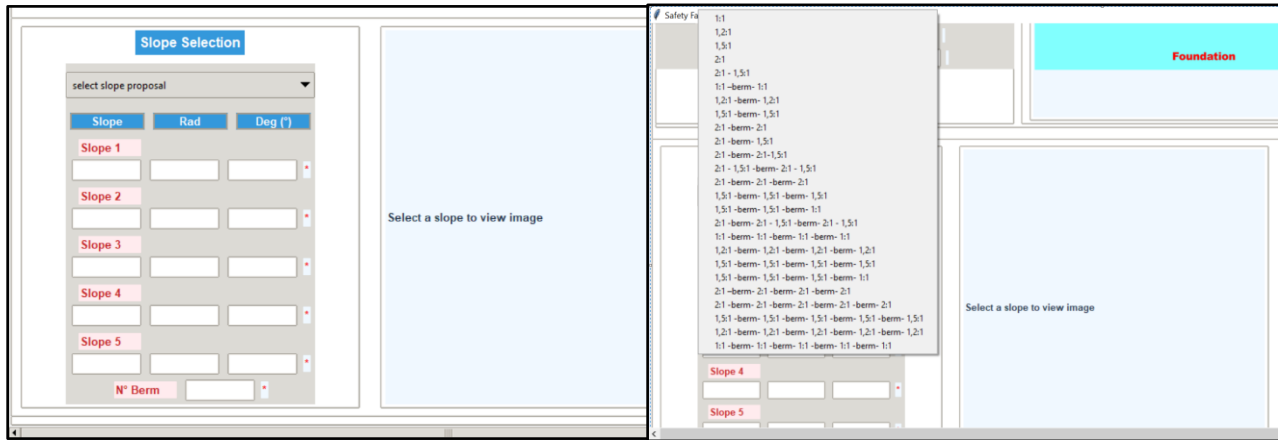 Slope Selection
select slope proposal
Slope Rad Deg (°)
Slope 1
*
Slope 2
*
Slope 3
*
Slope 4
*
Slope 5
*
N° Berm *
Select a slope to view image
Safety Fa
1:1
1,2:1
1,5:1
2:1
2:1 - 1,5:1
1:1 –berm- 1:1
1,2:1 -berm- 1,2:1
1,5:1 -berm- 1,5:1
2:1 -berm- 2:1
2:1 -berm- 1,5:1
2:1 -berm- 2:1-1,5:1
2:1 - 1,5:1 -berm- 2:1 - 1,5:1
2:1 -berm- 2:1 -berm- 2:1
1,5:1 -berm- 1,5:1 -berm- 1,5:1
1,5:1 -berm- 1,5:1 -berm- 1:1
2:1 -berm- 2:1 - 1,5:1 -berm- 2:1 - 1,5:1
1:1 -berm- 1:1 -berm- 1:1 -berm- 1:1
1,2:1 -berm- 1,2:1 -berm- 1,2:1 -berm- 1,2:1
1,5:1 -berm- 1,5:1 -berm- 1,5:1 -berm- 1,5:1
1,5:1 -berm- 1,5:1 -berm- 1,5:1 -berm- 1:1
2:1 –berm- 2:1 -berm- 2:1 -berm- 2:1
2:1 -berm- 2:1 -berm- 2:1 -berm- 2:1 -berm- 2:1
1,5:1 -berm- 1,5:1 -berm- 1,5:1 -berm- 1,5:1 -berm- 1,5:1
1,2:1 -berm- 1,2:1 -berm- 1,2:1 -berm- 1,2:1 -berm- 1,2:1
1:1 -berm- 1:1 -berm- 1:1 -berm- 1:1 -berm- 1:1
Foundation
Select a slope to view image
Slope 4
*
Slope 5